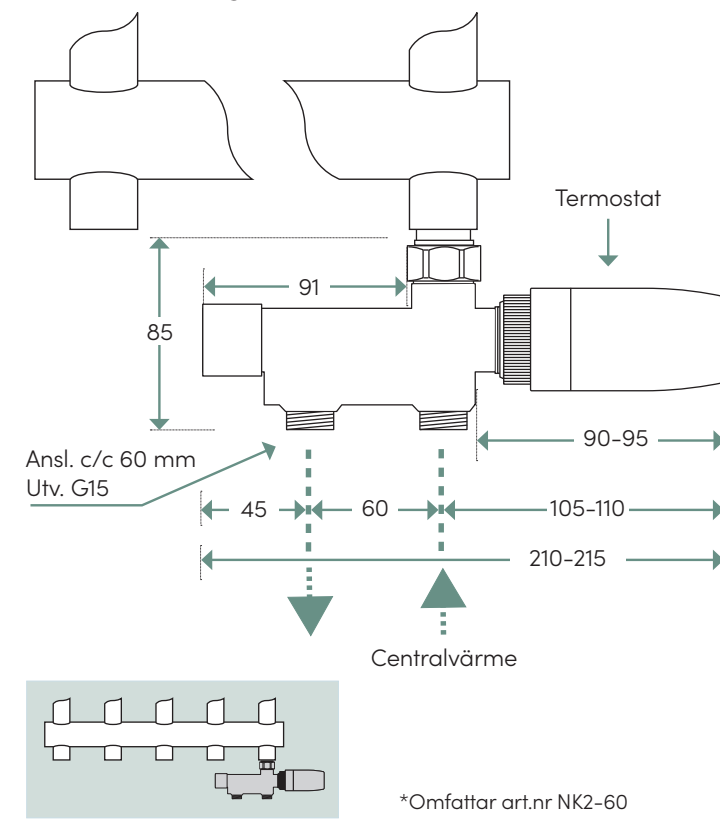 Termostat
91
85
90-95
Ansl. c/c 60 mm
Utv. G15
45
60
105-110
210-215
Centralvärme
*Omfattar art.nr NK2-60